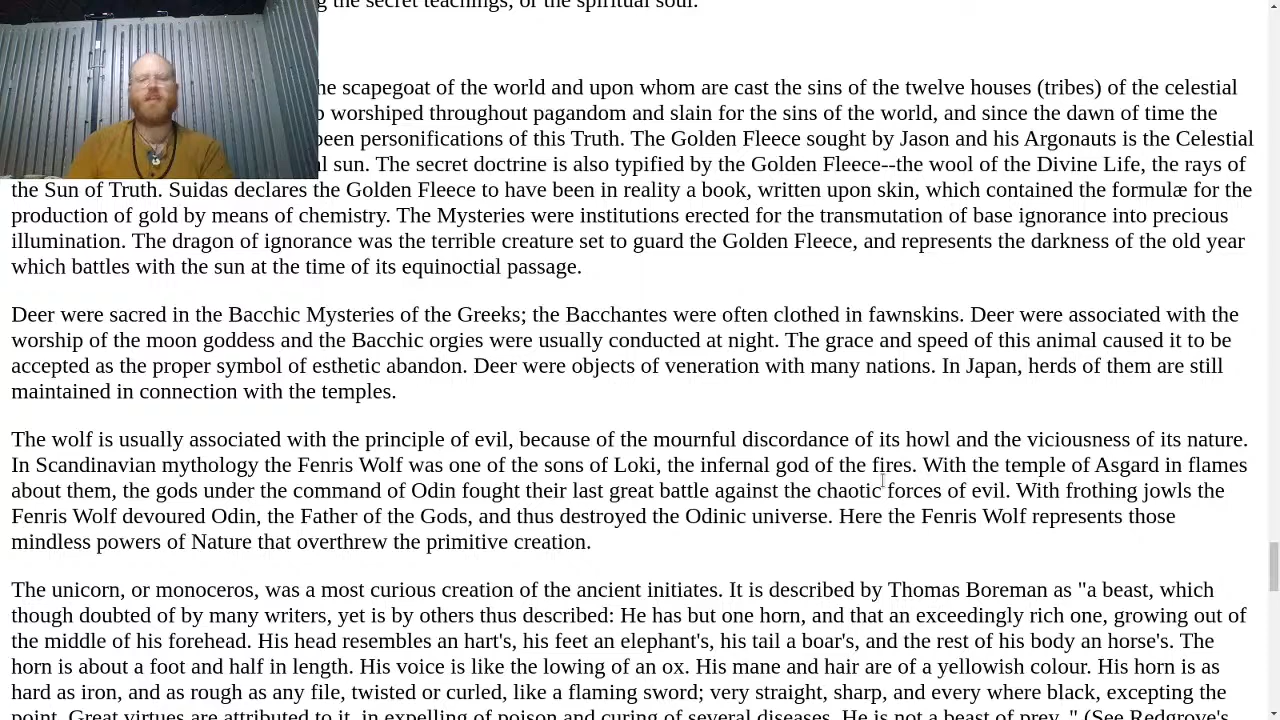 g the secret teachings, or the spiritual soul.
he scapegoat of the world and upon whom are cast the sins of the twelve houses (tribes) of the celestial
worshiped throughout pagandom and slain for the sins of the world, and since the dawn of time the
been personifications of this Truth. The Golden Fleece sought by Jason and his Argonauts is the Celestial
l sun. The secret doctrine is also typified by the Golden Fleece--the wool of the Divine Life, the rays of
the Sun of Truth. Suidas declares the Golden Fleece to have been in reality a book, written upon skin, which contained the formulæ for the
production of gold by means of chemistry. The Mysteries were institutions erected for the transmutation of base ignorance into precious
illumination. The dragon of ignorance was the terrible creature set to guard the Golden Fleece, and represents the darkness of the old year
which battles with the sun at the time of its equinoctial passage.
Deer were sacred in the Bacchic Mysteries of the Greeks; the Bacchantes were often clothed in fawnskins. Deer were associated with the
worship of the moon goddess and the Bacchic orgies were usually conducted at night. The grace and speed of this animal caused it to be
accepted as the proper symbol of esthetic abandon. Deer were objects of veneration with many nations. In Japan, herds of them are still
maintained in connection with the temples.
The wolf is usually associated with the principle of evil, because of the mournful discordance of its howl and the viciousness of its nature.
In Scandinavian mythology the Fenris Wolf was one of the sons of Loki, the infernal god of the fires. With the temple of Asgard in flames
about them, the gods under the command of Odin fought their last great battle against the chaotic forces of evil. With frothing jowls the
Fenris Wolf devoured Odin, the Father of the Gods, and thus destroyed the Odinic universe. Here the Fenris Wolf represents those
mindless powers of Nature that overthrew the primitive creation.
The unicorn, or monoceros, was a most curious creation of the ancient initiates. It is described by Thomas Boreman as "a beast, which
though doubted of by many writers, yet is by others thus described: He has but one horn, and that an exceedingly rich one, growing out of
the middle of his forehead. His head resembles an hart's, his feet an elephant's, his tail a boar's, and the rest of his body an horse's. The
horn is about a foot and half in length. His voice is like the lowing of an ox. His mane and hair are of a yellowish colour. His horn is as
hard as iron, and as rough as any file, twisted or curled, like a flaming sword; very straight, sharp, and every where black, excepting the
point. Great virtues are attributed to it, in expelling of poison and curing of several diseases. He is not a beast of prey. " (See Redgrove's